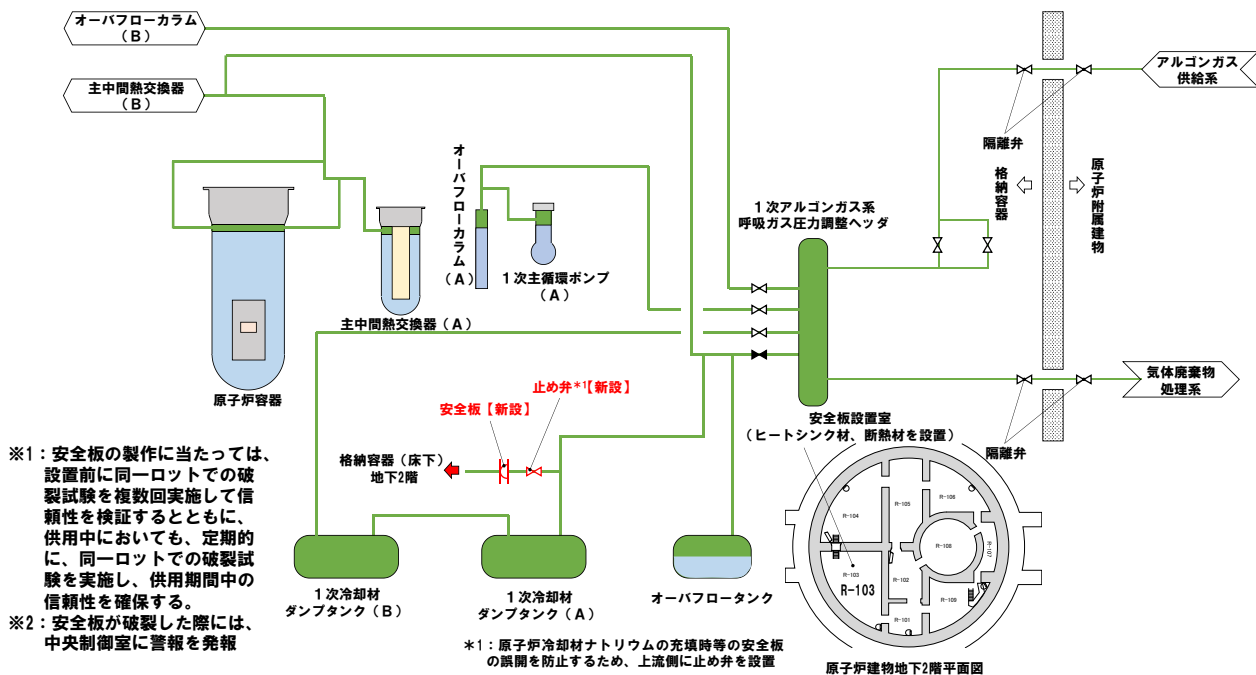 オーバフローカラム
（B）
主中間熱交換器
（B）
アルゴンガス
供給系
隔離弁
格納容器
原子炉附属建物
オーバフローカラム（A）
1次主循環ポンプ
（A）
1次アルゴンガス系
呼吸ガス圧力調整ヘッダ
主中間熱交換器（A）
原子炉容器
気体廃棄物
処理系
隔離弁
止め弁*1【新設】
安全板【新設】
格納容器（床下）
地下2階
安全板設置室
（ヒートシンク材、断熱材を設置）
※1：安全板の製作に当たっては、
設置前に同一ロットでの破
裂試験を複数回実施して信
頼性を検証するとともに、
供用中においても、定期的
に、同一ロットでの破裂試
験を実施し、供用期間中の
信頼性を確保する。
※2：安全板が破裂した際には、
中央制御室に警報を発報
1次冷却材
ダンプタンク（B）
1次冷却材
ダンプタンク（A）
オーバフロータンク
*1：原子炉冷却材ナトリウムの充填時等の安全板
の誤開を防止するため、上流側に止め弁を設置
R-104
R-105
R-106
R-108
R-107
R-103
R-103
R-102
R-109
R-101
原子炉建物地下2階平面図